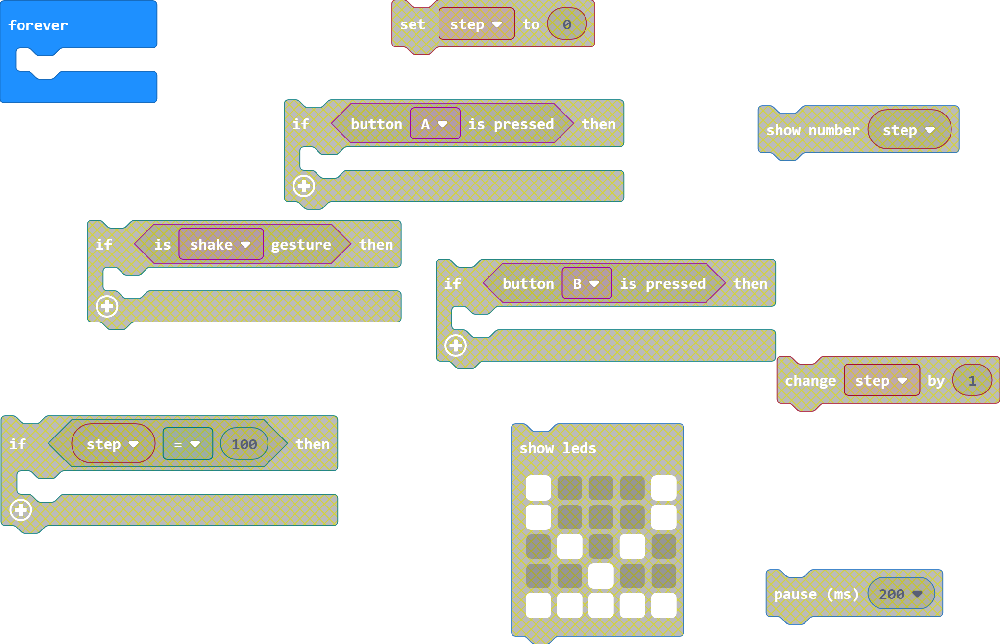 forever
set step to 0
if button A is pressed then
show number step
if is shake gesture then
if button B is pressed then
change step by 1
if step = 100 then
show leds
pause (ms) 200